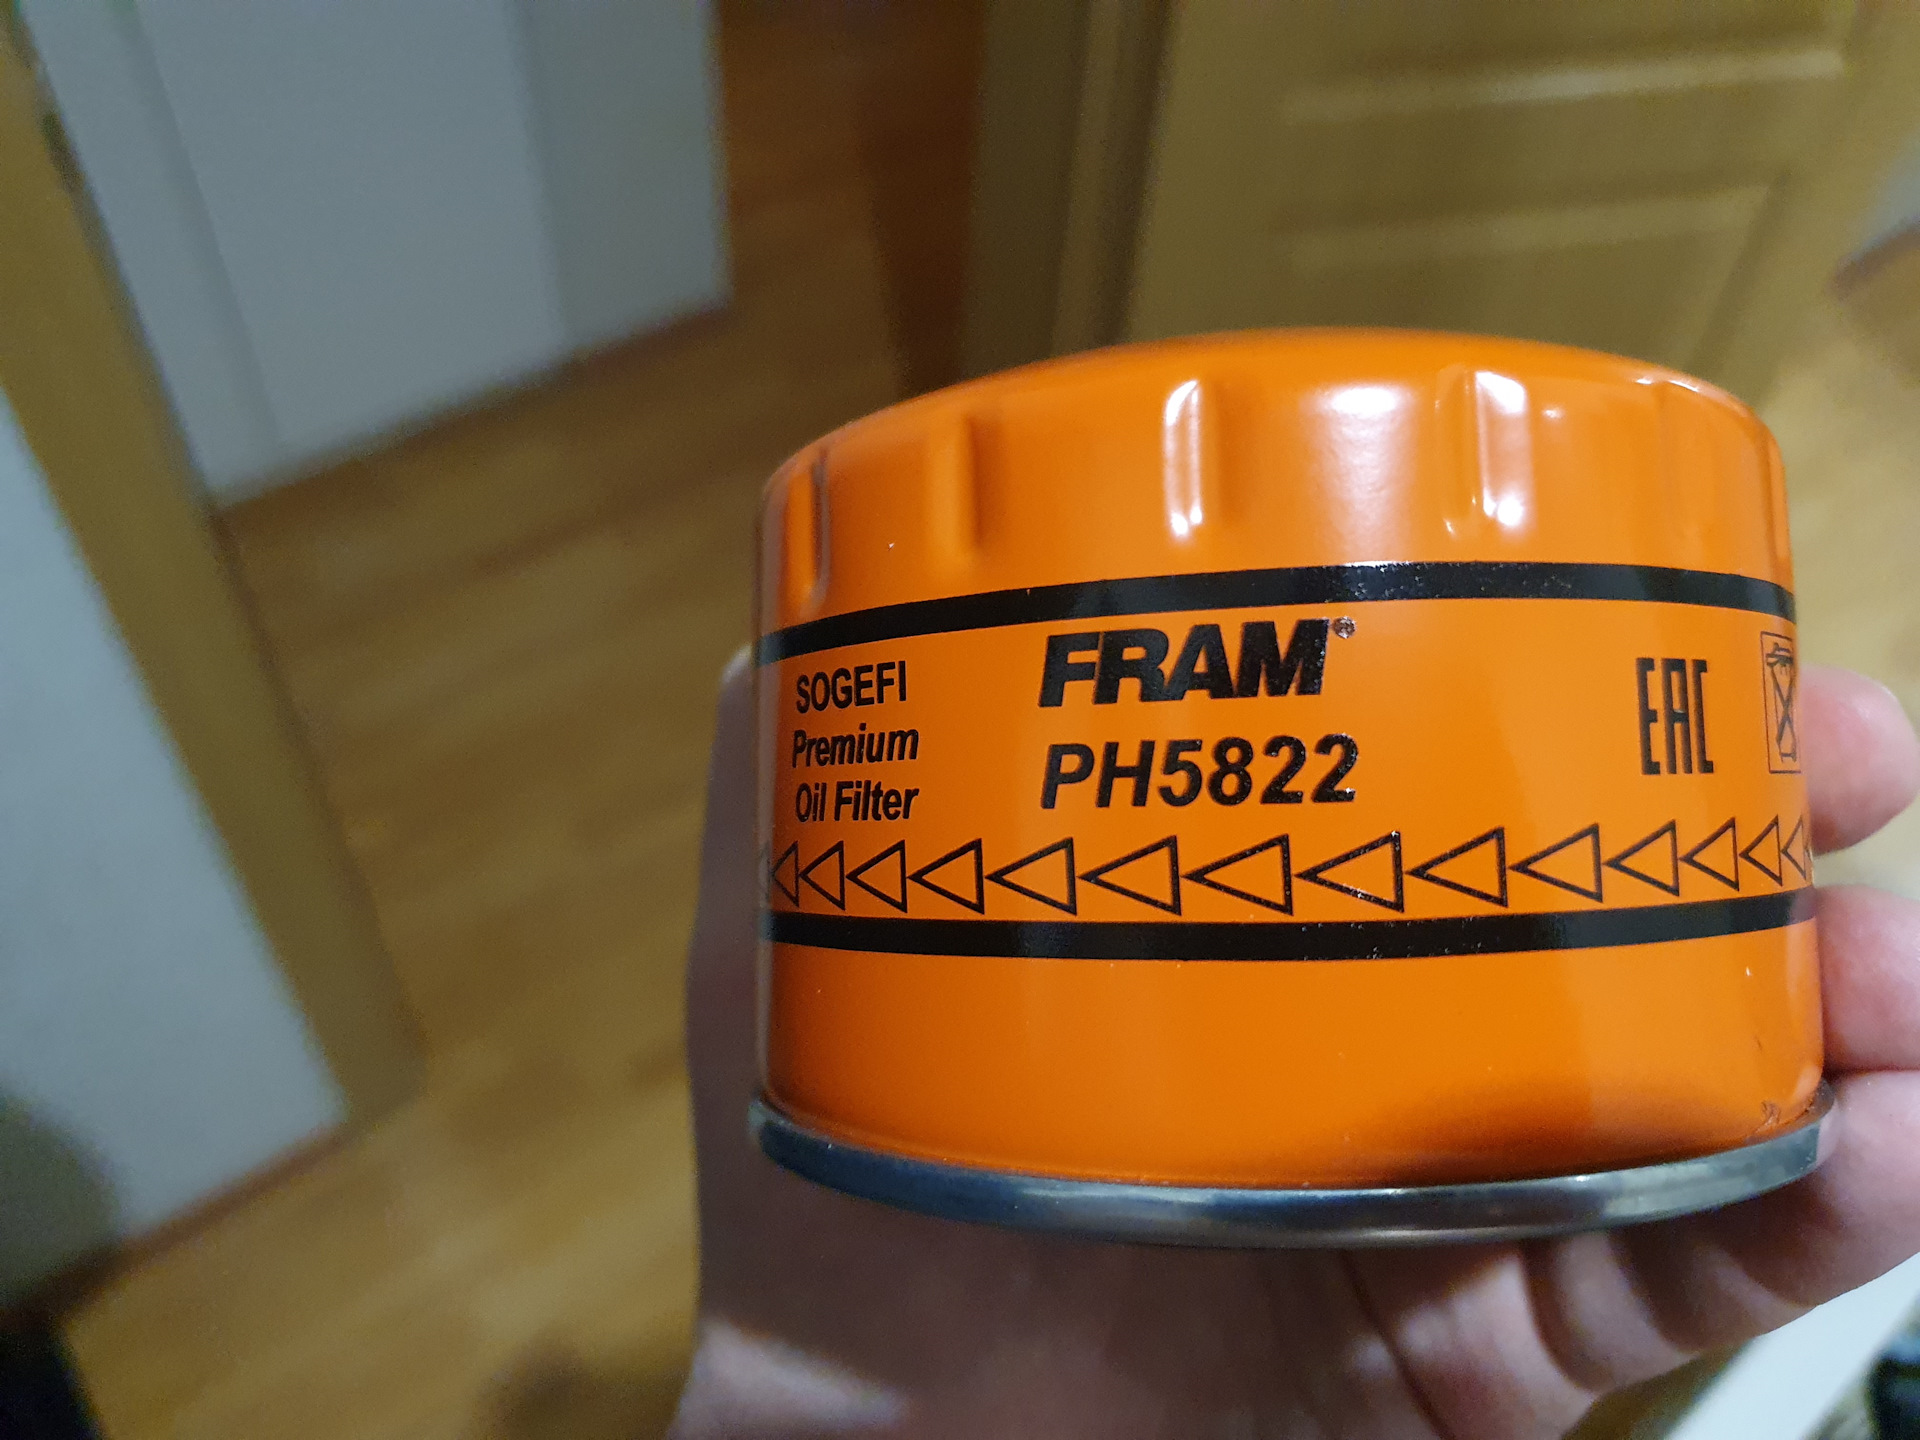 SOGEFI
Premium
Oil Filter
FRAM®
PH5822
EAC